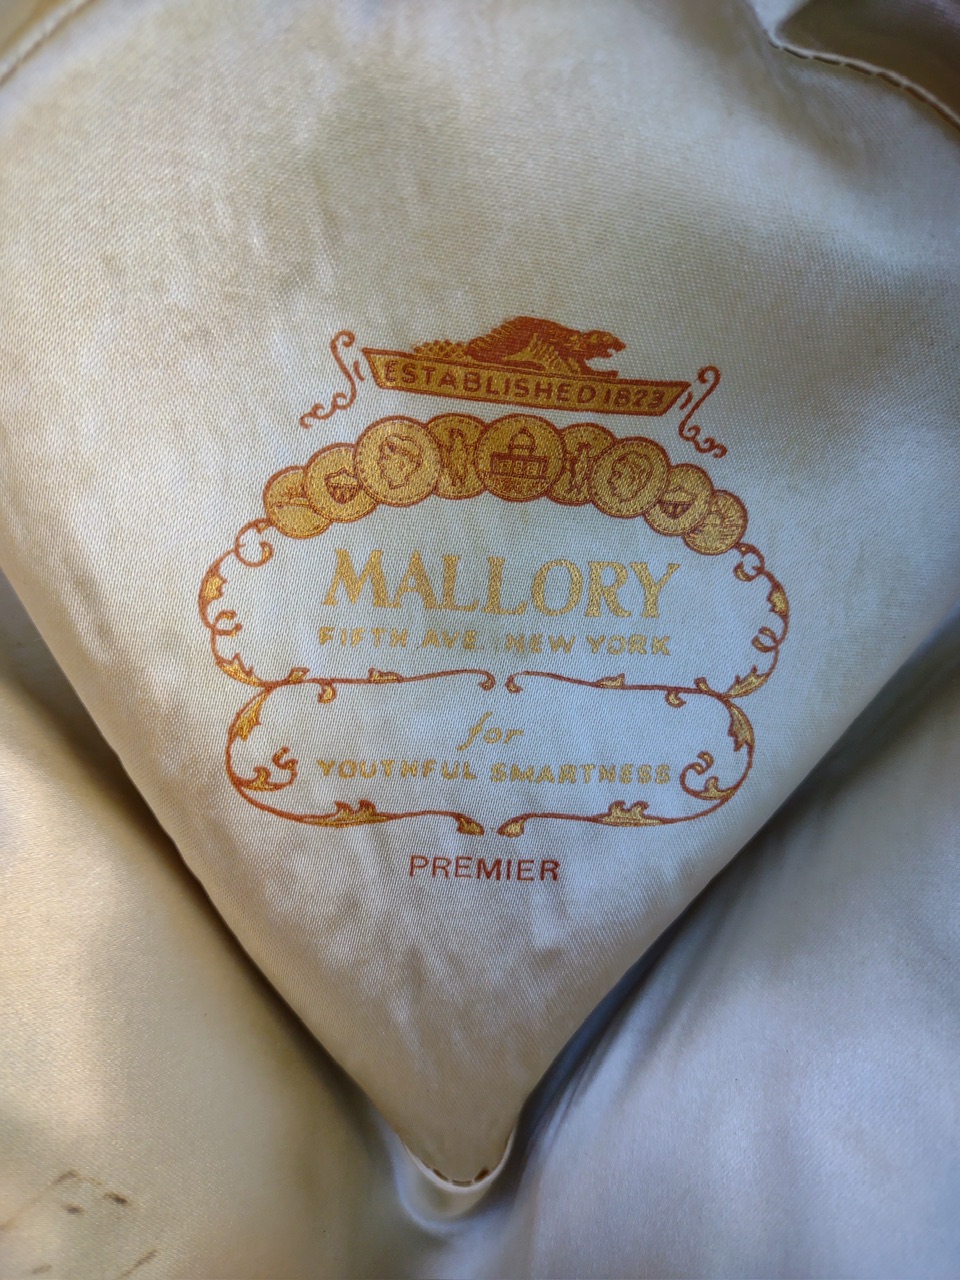 ESTABLISHED 1823
MALLORY
FIFTH AVE. NEW YORK
for
YOUTHFUL SMARTNESS
PREMIER